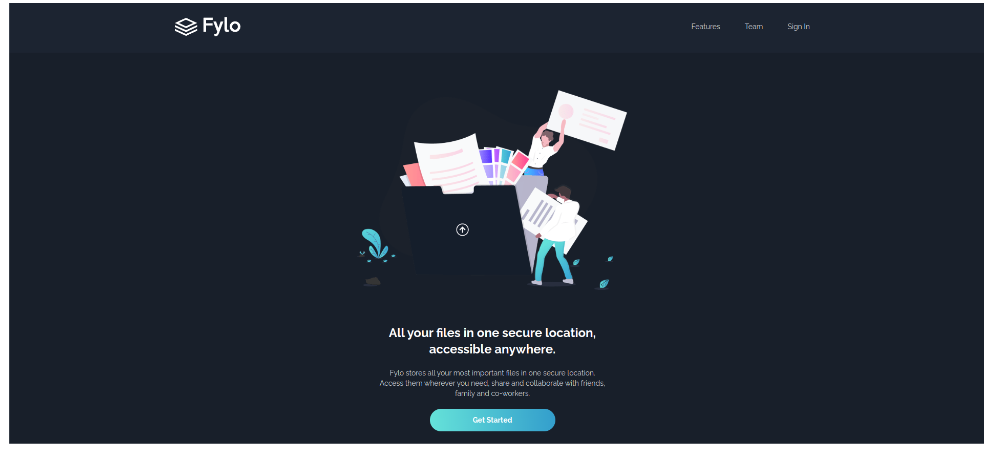 Fylo
Features
Team
Sign In
All your files in one secure location,
accessible anywhere.
Fylo stores all your most important files in one secure location.
Access them wherever you need, share and collaborate with friends,
family and co-workers.
Get Started